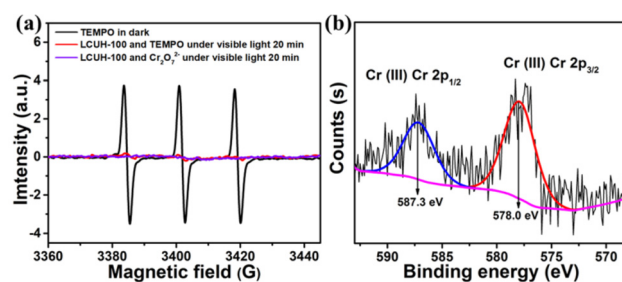 (a)
TEMPO in dark
LCUH-100 and TEMPO under visible light 20 min
LCUH-100 and Cr₂O₇²⁻ under visible light 20 min
4
2
0
-2
-4
Imtensity (a.u.)
3360 3380 3400 3420 3440
Magnetic field (G)
(b)
Cr (III) Cr 2p₁/₂
Cr (III) Cr 2p₃/₂
587.3 eV
578.0 eV
Counts (s)
590 585 580 575 570
Binding energy (eV)